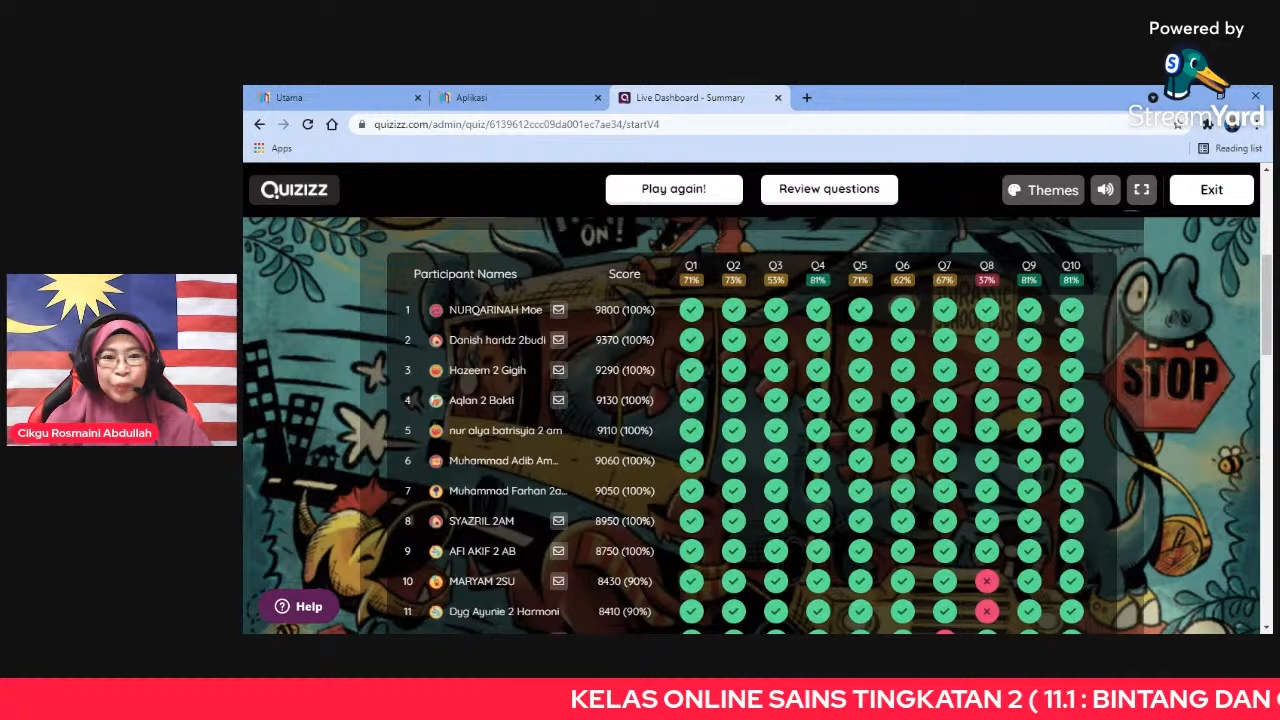 Powered by
S
StreamYard
Utama
Aplikasi
Live Dashboard - Summary
quizizz.com/admin/quiz/6139612ccc09da001ec7ae34/startV4
Apps
Reading list
QUIZIZZ
Play again!
Review questions
Themes
Exit
ON!!
Participant Names Score Q1 Q2 Q3 Q4 Q5 Q6 Q7 Q8 Q9 Q10
71% 73% 53% 81% 71% 62% 67% 37% 81% 81%
1 NURQARINAH Moe 9800 (100%)
2 Danish haridz 2budi 9370 (100%)
3 Hazeem 2 Gigih 9290 (100%)
4 Aqlan 2 Bakti 9130 (100%)
5 nur alya batrisyia 2 am 9110 (100%)
6 Muhammad Adib Am... 9060 (100%)
7 Muhammad Farhan 2a... 9050 (100%)
8 SYAZRIL 2AM 8950 (100%)
9 AFI AKIF 2 AB 8750 (100%)
10 MARYAM 2SU 8430 (90%)
11 Dyg Ayunie 2 Harmoni 8410 (90%)
STOP
Help
Cikgu Rosmaini Abdullah
KELAS ONLINE SAINS TINGKATAN 2 ( 11.1 : BINTANG DAN